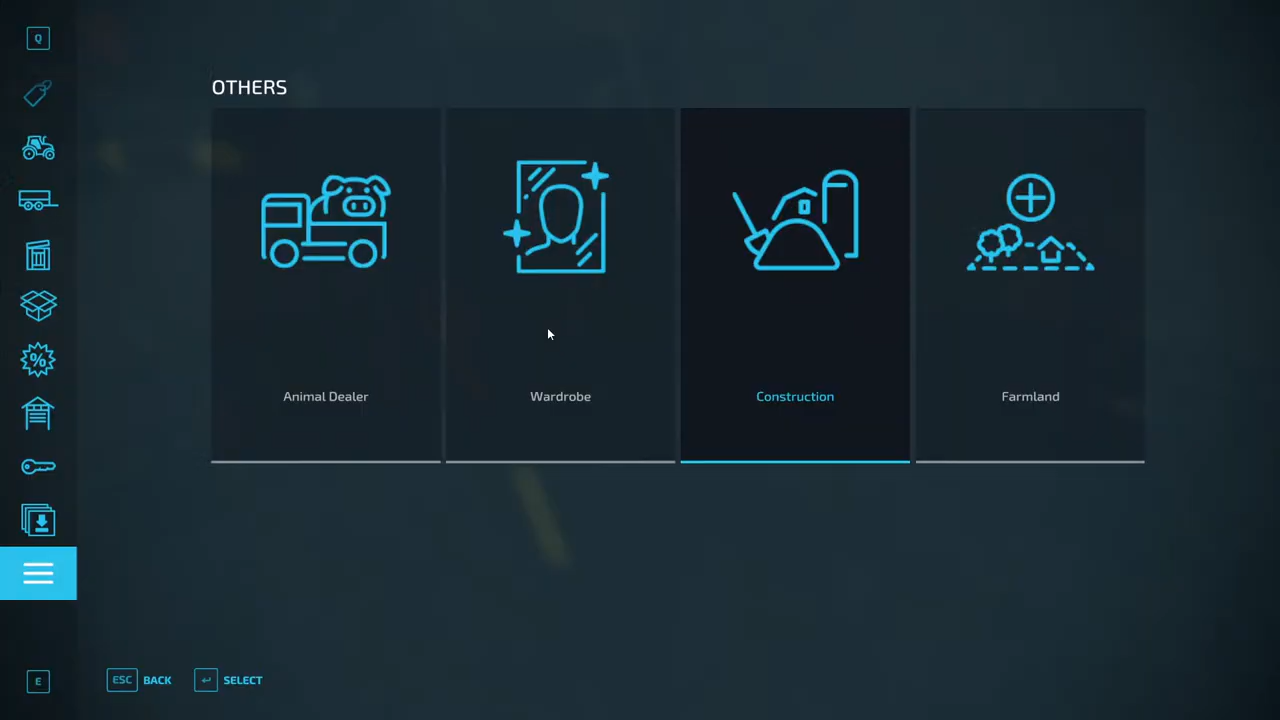 Q
OTHERS
%
Animal Dealer
Wardrobe
Construction
Farmland
E
ESC BACK
↵ SELECT